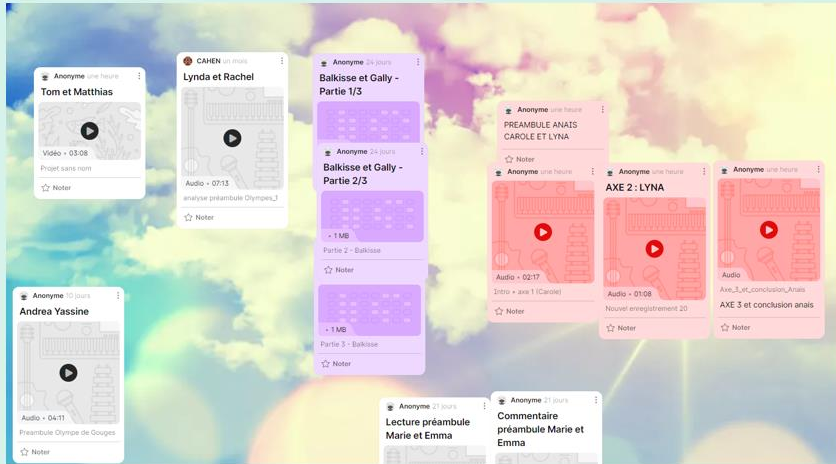 Anonyme une heure
Tom et Matthias
Vidéo • 03:08
Projet sans nom
Noter
CAHEN un mois
Lynda et Rachel
Audio • 07:13
analyse préambule Olympes_1
Noter
Anonyme 24 jours
Balkisse et Gally -
Partie 1/3
Anonyme 24 jours
Balkisse et Gally -
Partie 2/3
• 1 MB
Partie 2 - Balkisse
Noter
• 1 MB
Partie 3 - Balkisse
Noter
Anonyme une heure
PREAMBULE ANAIS
CAROLE ET LYNA
Noter
Anonyme une heure
Audio • 02:17
Intro + axe 1 (Carole)
Noter
Anonyme une heure
AXE 2 : LYNA
Audio • 01:08
Nouvel enregistrement 20
Noter
Anonyme une heure
Audio
Axe_3_et_conclusion_Anais
AXE 3 et conclusion anais
Noter
Anonyme 10 jours
Andrea Yassine
Audio • 04:11
Preambule Olympe de Gouges
Noter
Anonyme 21 jours
Lecture préambule
Marie et Emma
Anonyme 21 jours
Commentaire
préambule Marie et
Emma